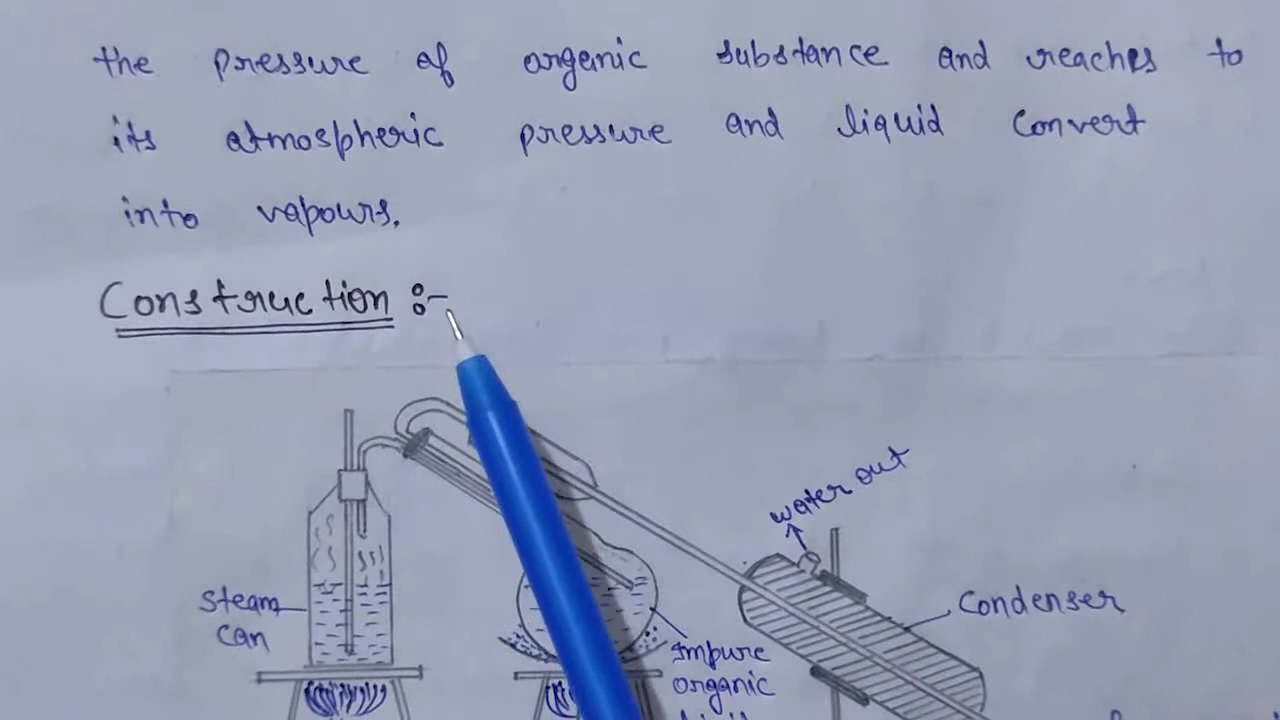 the pressure of organic substance and reaches to
its atmospheric pressure and liquid convert
into vapours.
Construction :-
water out
steam
can
Condenser
Impure
organic